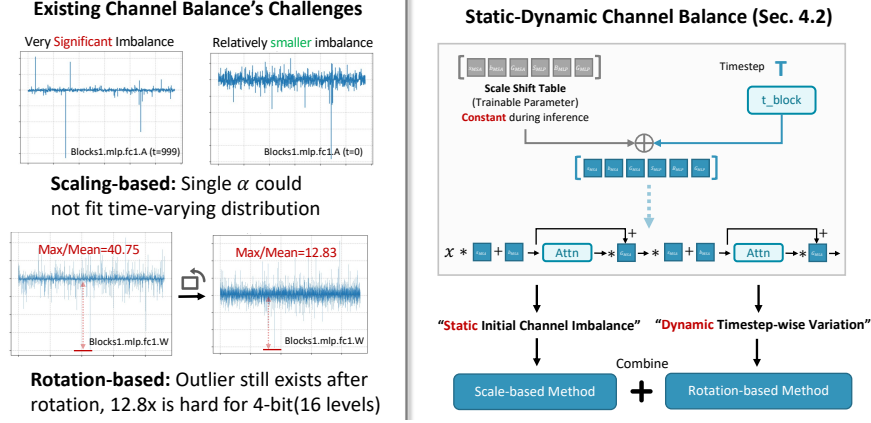 Existing Channel Balance's Challenges
Very Significant Imbalance
Relatively smaller imbalance
Blocks1.mlp.fc1.A (t=999)
Blocks1.mlp.fc1.A (t=0)
Scaling-based: Single α could
not fit time-varying distribution
Max/Mean=40.75
Max/Mean=12.83
Blocks1.mlp.fc1.W
Blocks1.mlp.fc1.W
Rotation-based: Outlier still exists after
rotation, 12.8x is hard for 4-bit(16 levels)
Static-Dynamic Channel Balance (Sec. 4.2)
Timestep T
Scale Shift Table
(Trainable Parameter)
Constant during inference
t_block
x * + Attn * + * + Attn * +
"Static Initial Channel Imbalance"
"Dynamic Timestep-wise Variation"
Combine
Scale-based Method + Rotation-based Method